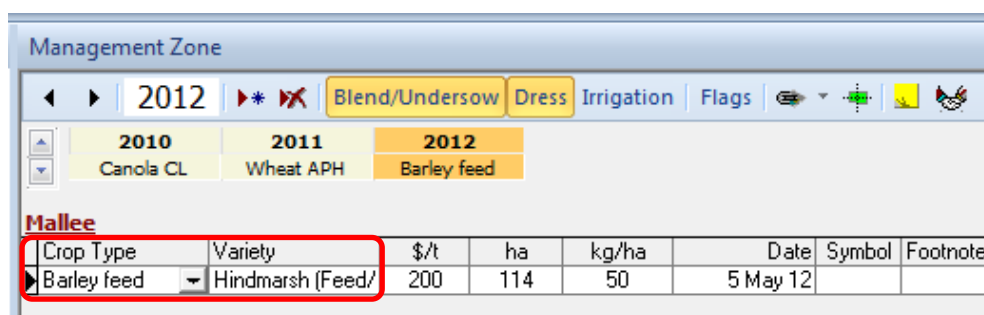 Management Zone
2012 Blend/Undersow Dress Irrigation Flags
2010 2011 2012
Canola CL Wheat APH Barley feed
Mallee
Crop Type Variety $/t ha kg/ha Date Symbol Footnote
Barley feed Hindmarsh (Feed/ 200 114 50 5 May 12